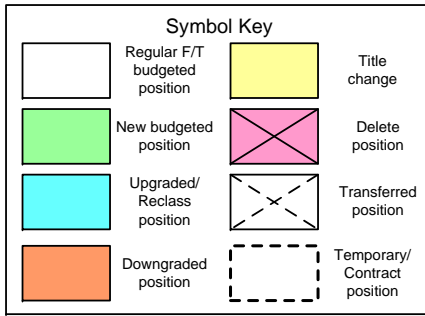 Symbol Key
Regular F/T
budgeted
position
Title
change
New budgeted
position
Delete
position
Upgraded/
Reclass
position
Transferred
position
Downgraded
position
Temporary/
Contract
position